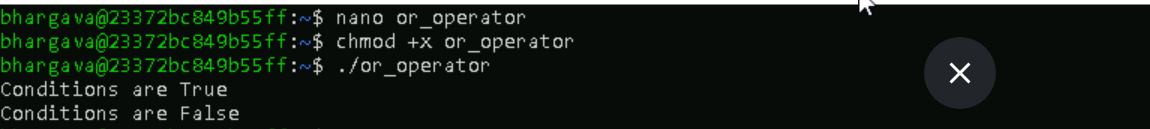 bhargava@23372bc849b55ff:~$ nano or_operator
bhargava@23372bc849b55ff:~$ chmod +x or_operator
bhargava@23372bc849b55ff:~$ ./or_operator
Conditions are True
Conditions are False